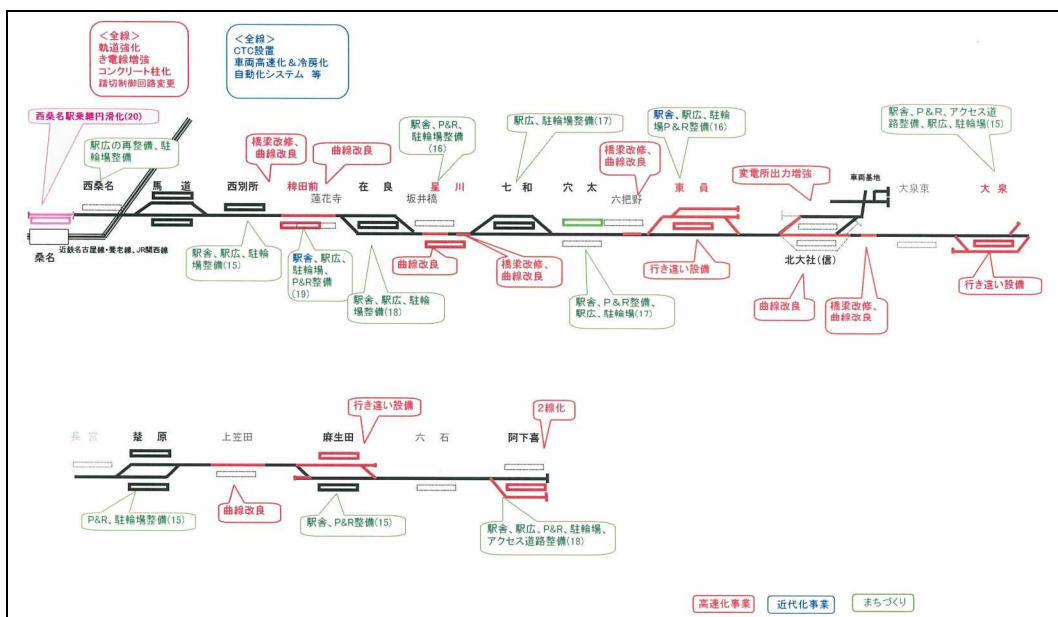 ＜全線＞
軌道強化
き電線増強
コンクリート柱化
踏切制御回路変更
＜全線＞
CTC設置
車両高速化&冷房化
自動化システム 等
西桑名駅乗継円滑化(20)
駅広の再整備、駐
輪場整備
橋梁改修、
曲線改良
曲線改良
駅舎、P&R、
駐輪場整備
(16)
駅広、駐輪場整備(17)
橋梁改修、
曲線改良
駅舎、駅広、駐輪
場P&R整備(16)
変電所出力増強
駅舎、P&R、アクセス道
路整備、駅広、駐輪場(15)
西桑名
馬道
西別所
稗田前
蓮花寺
在良
星川
坂井橋
七和
穴太
六把野
東員
車両基地
大泉東
大泉
桑名
近鉄名古屋線・養老線、JR関西線
北大社(信)
駅舎、駅広、駐輪
場整備(15)
駅舎、駅広、
駐輪場、
P&R整備
(19)
駅舎、駅広、駐輪
場整備(18)
曲線改良
橋梁改修、
曲線改良
駅舎、P&R整備、
駅広、駐輪場(17)
行き違い設備
曲線改良
橋梁改修、
曲線改良
行き違い設備
行き違い設備
2線化
長宮
楚原
上笠田
麻生田
六石
阿下喜
P&R、駐輪場整備(15)
曲線改良
駅舎、P&R整備(15)
駅舎、駅広、P&R、駐輪場、
アクセス道路整備(18)
高速化事業
近代化事業
まちづくり